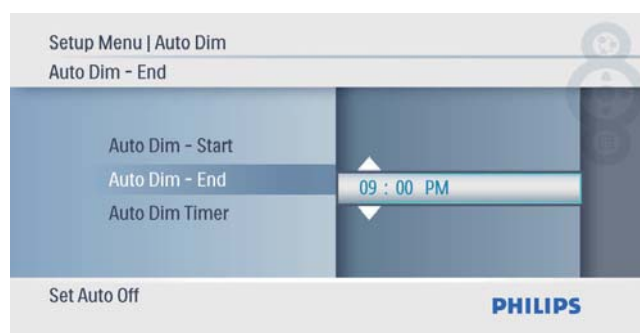 Setup Menu | Auto Dim
Auto Dim - End
Auto Dim - Start
Auto Dim - End
Auto Dim Timer
09 : 00 PM
Set Auto Off
PHILIPS